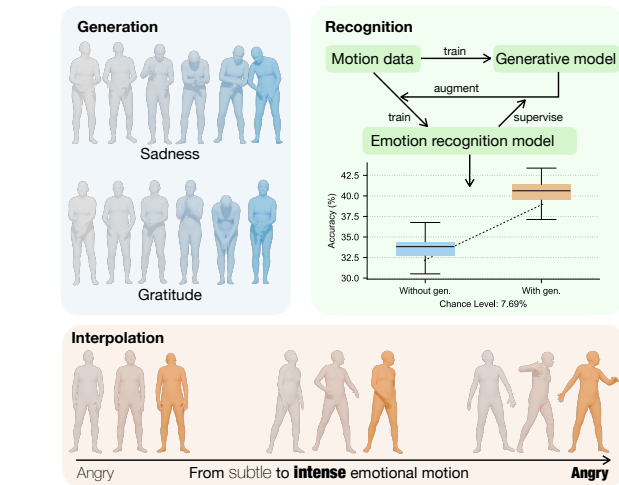 Generation
Sadness
Gratitude
Recognition
Motion data
train
Generative model
augment
train
supervise
Emotion recognition model
Accuracy (%)
42.5
40.0
37.5
35.0
32.5
30.0
Without gen.
With gen.
Chance Level: 7.69%
Interpolation
Angry
From subtle to intense emotional motion
Angry